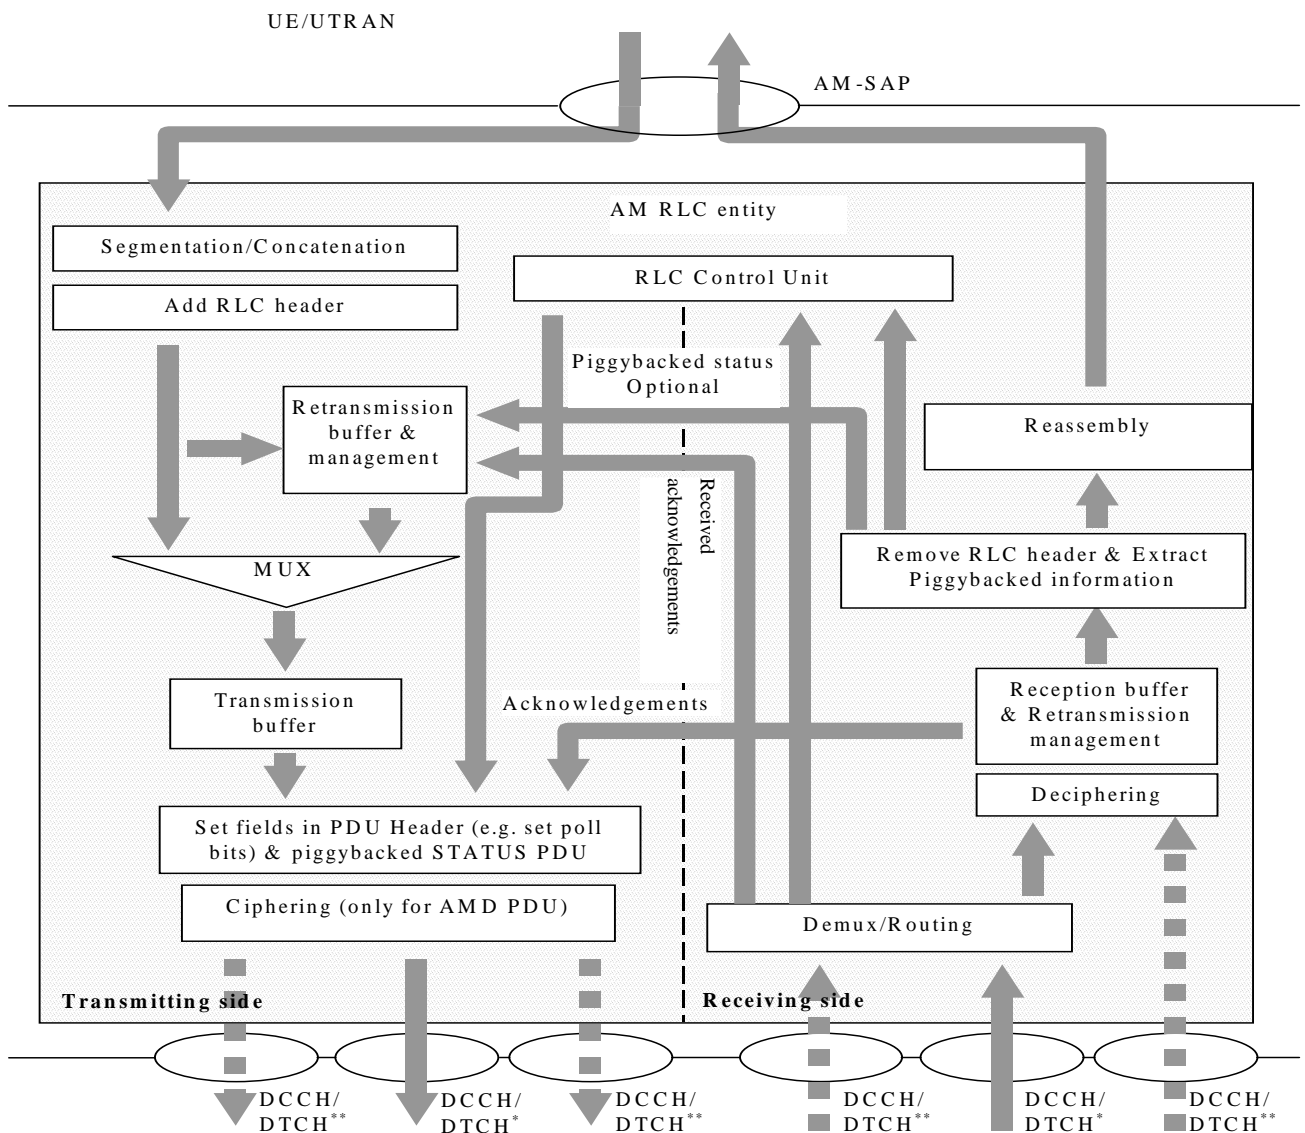 UE/UTRAN
AM-SAP
AM RLC entity
Segmentation/Concatenation
RLC Control Unit
Add RLC header
Piggybacked status
Optional
Retransmission
buffer &
management
Reassembly
Received
acknowledgements
Remove RLC header & Extract
Piggybacked information
MUX
Transmission
buffer
Acknowledgements
Reception buffer
& Retransmission
management
Deciphering
Set fields in PDU Header (e.g. set poll
bits) & piggybacked STATUS PDU
Ciphering (only for AMD PDU)
Demux/Routing
Transmitting side
Receiving side
DCCH/
DTCH**
DCCH/
DTCH*
DCCH/
DTCH**
DCCH/
DTCH**
DCCH/
DTCH*
DCCH/
DTCH**